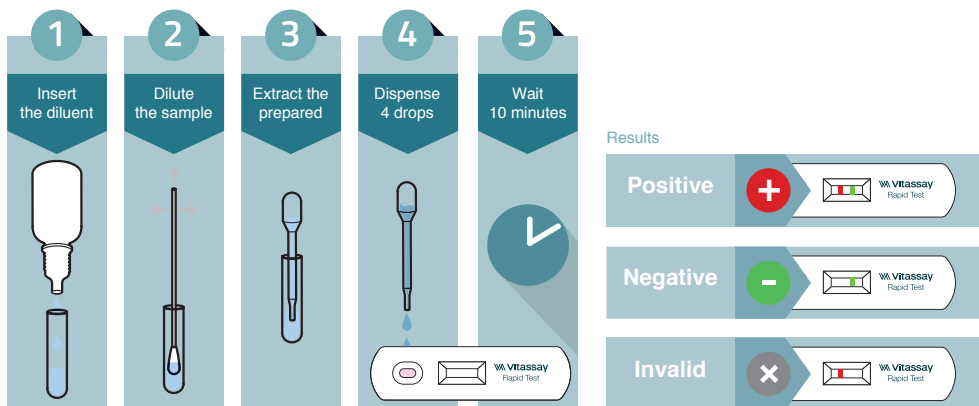 1
Insert
the diluent
2
Dilute
the sample
3
Extract the
prepared
4
Dispense
4 drops
5
Wait
10 minutes
Vitassay
Rapid Test
Results
Positive
+
Vitassay
Rapid Test
Negative
-
Vitassay
Rapid Test
Invalid
×
Vitassay
Rapid Test